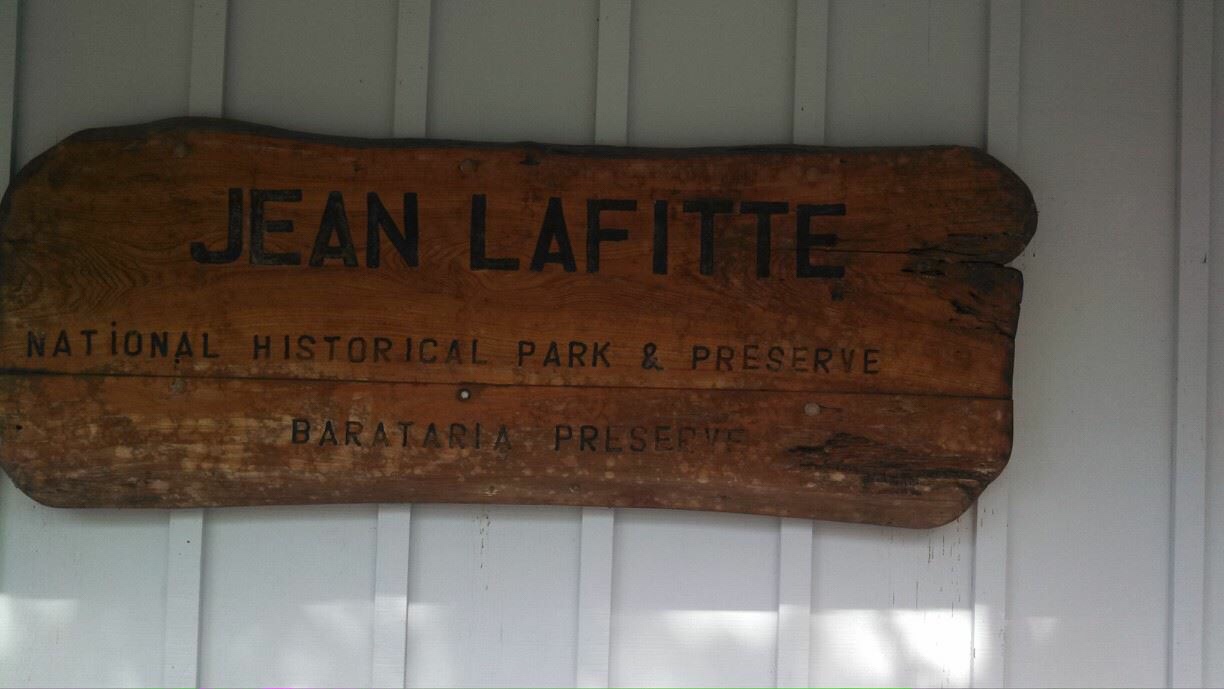 JEAN LAFITTE
NATIONAL HISTORICAL PARK & PRESERVE
BARATARIA PRESERVE